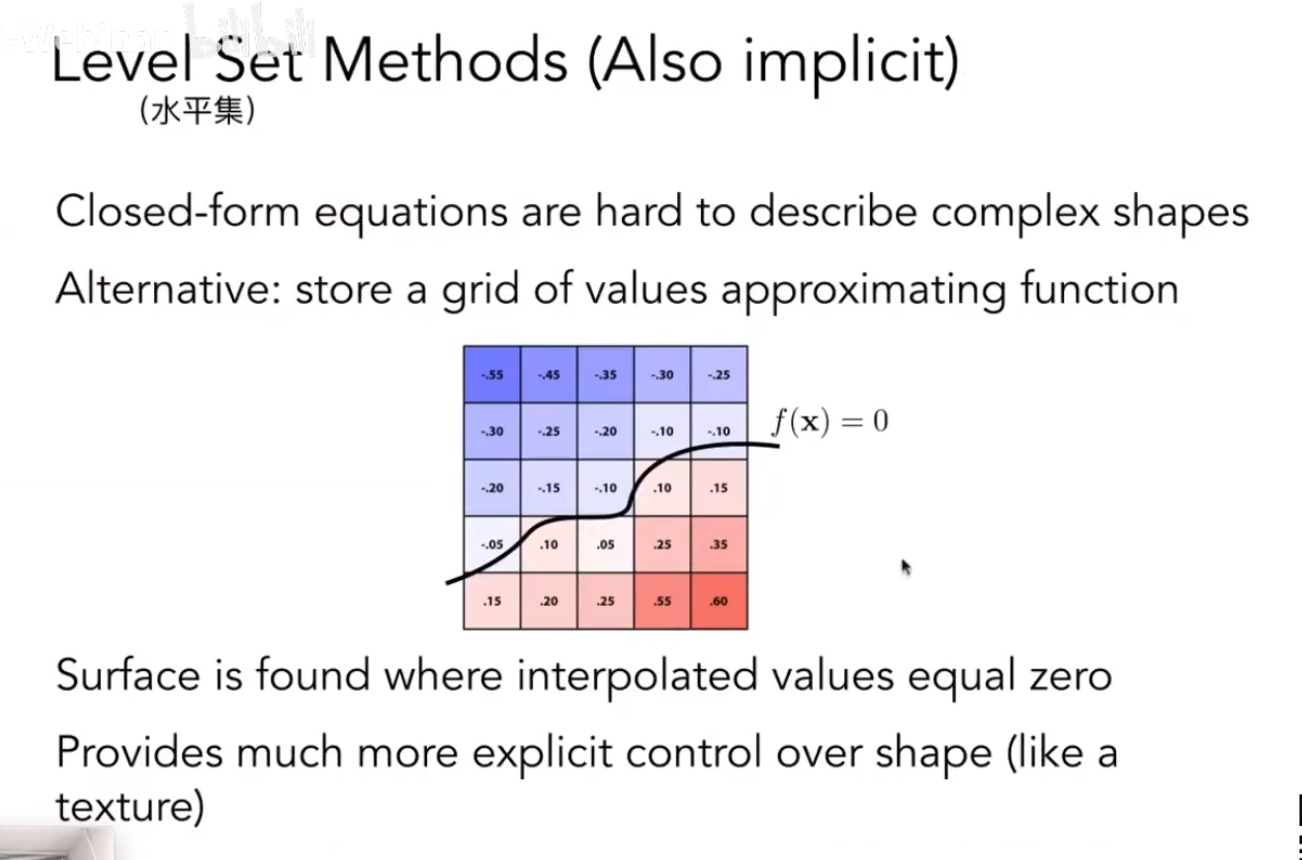 Level Set Methods (Also implicit)
(水平集)
Closed-form equations are hard to describe complex shapes
Alternative: store a grid of values approximating function
-.55 -.45 -.35 -.30 -.25
-.30 -.25 -.20 -.10 -.10
f(x) = 0
-.20 -.15 -.10 .10 .15
-.05 .10 .05 .25 .35
.15 .20 .25 .55 .60
Surface is found where interpolated values equal zero
Provides much more explicit control over shape (like a
texture)